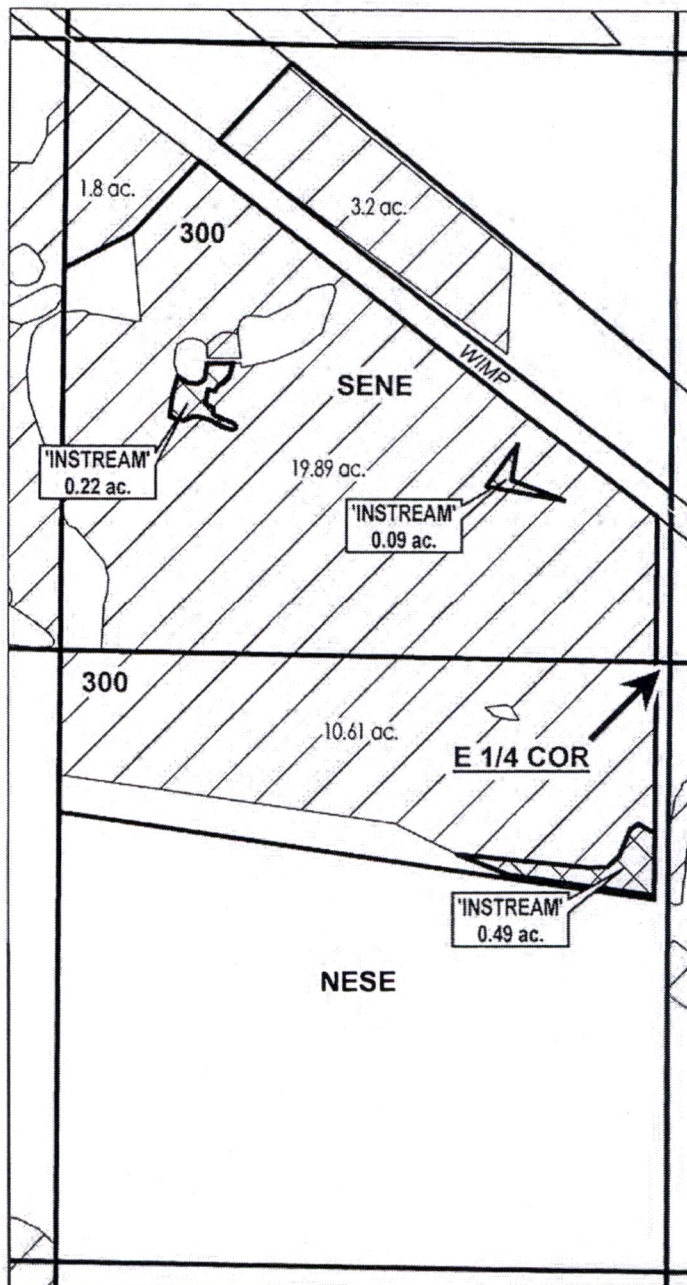 1.8 ac.
3.2 ac.
300
WIMP
SENE
'INSTREAM'
0.22 ac.
19.89 ac.
'INSTREAM'
0.09 ac.
300
10.61 ac.
E 1/4 COR
'INSTREAM'
0.49 ac.
NESE